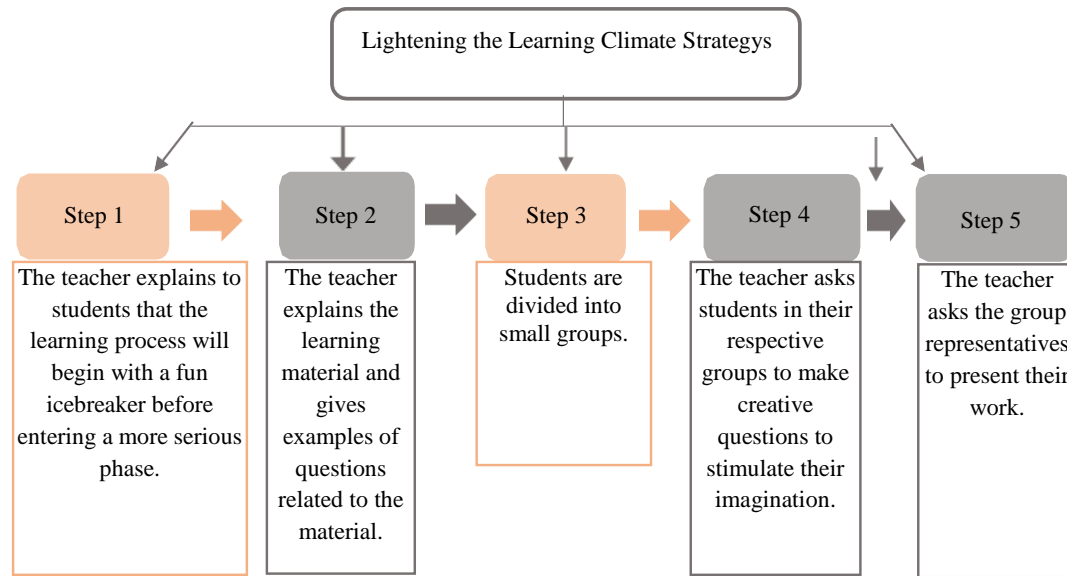 Lightening the Learning Climate Strategys
Step 1
The teacher explains to
students that the
learning process will
begin with a fun
icebreaker before
entering a more serious
phase.
Step 2
The teacher
explains the
learning
material and
gives
examples of
questions
related to the
material.
Step 3
Students are
divided into
small groups.
Step 4
The teacher asks
students in their
respective
groups to make
creative
questions to
stimulate their
imagination.
Step 5
The teacher
asks the group
representatives
to present their
work.